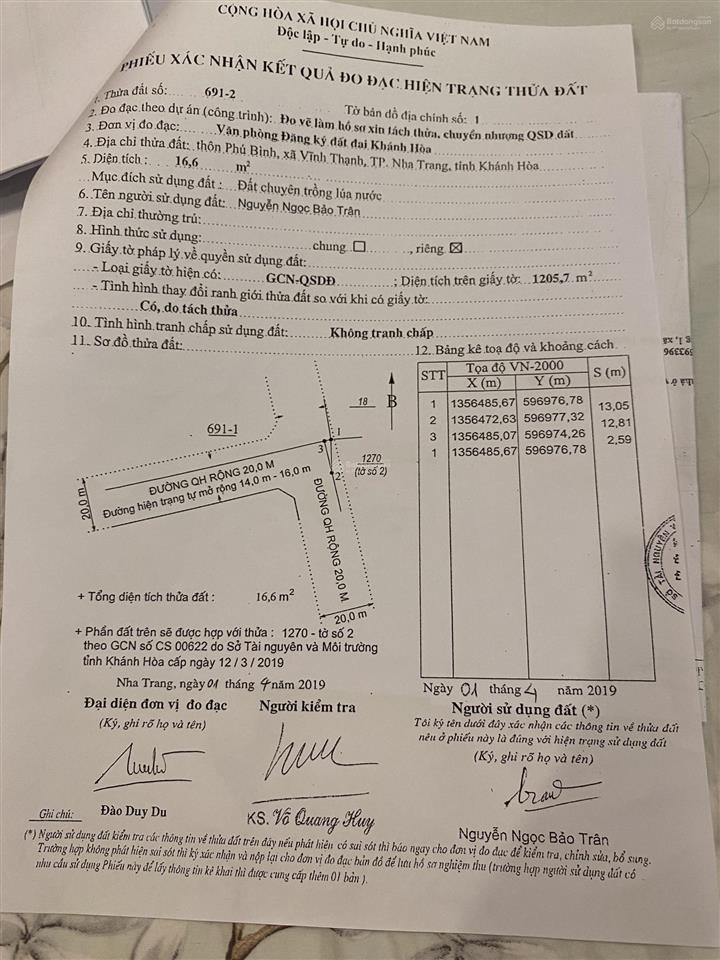 Batdongsan
CỘNG HÒA XÃ HỘI CHỦ NGHĨA VIỆT NAM
Độc lập - Tự do - Hạnh phúc
PHIẾU XÁC NHẬN KẾT QUẢ ĐO ĐẠC HIỆN TRẠNG THỬA ĐẤT
1. Thửa đất số: 691-2 Tờ bản đồ địa chính số: 1
2. Đo đạc theo dự án (công trình): Đo vẽ làm hồ sơ xin tách thửa, chuyển nhượng QSD đất
3. Đơn vị đo đạc: Văn phòng Đăng ký đất đai Khánh Hòa
4. Địa chỉ thửa đất: thôn Phú Bình, xã Vĩnh Thạnh, TP. Nha Trang, tỉnh Khánh Hòa
5. Diện tích: 16,6 m²
Mục đích sử dụng đất: Đất chuyên trồng lúa nước
6. Tên người sử dụng đất: Nguyễn Ngọc Bảo Trân
7. Địa chỉ thường trú:
8. Hình thức sử dụng: chung ☐, riêng ☒
9. Giấy tờ pháp lý về quyền sử dụng đất:
- Loại giấy tờ hiện có: GCN-QSDĐ ; Diện tích trên giấy tờ: 1205,7 m²
- Tình hình thay đổi ranh giới thửa đất so với khi có giấy tờ:
Có, do tách thửa
10. Tình hình tranh chấp sử dụng đất: Không tranh chấp
11. Sơ đồ thửa đất:
18
B
691-1
1
3
2
1270
(tờ số 2)
ĐƯỜNG QH RỘNG 20,0 M
Đường hiện trạng tự mở rộng 14,0 m - 16,0 m
20,0 m
ĐƯỜNG QH RỘNG 20,0 M
20,0 m
12. Bảng kê toạ độ và khoảng cách
STT Tọa độ VN-2000 S (m)
X (m) Y (m)
1 1356485,67 596976,78
13,05
2 1356472,63 596977,32
12,81
3 1356485,07 596974,26
2,59
1 1356485,67 596976,78
SỞ TÀI NGUYÊN
+ Tổng diện tích thửa đất : 16,6 m²
+ Phần đất trên sẽ được hợp với thửa : 1270 - tờ số 2
theo GCN số CS 00622 do Sở Tài nguyên và Môi trường
tỉnh Khánh Hòa cấp ngày 12 / 3 / 2019
Nha Trang, ngày 01 tháng 4 năm 2019
Đại diện đơn vị đo đạc
(Ký, ghi rõ họ và tên)
Đào Duy Du
Người kiểm tra
KS. Võ Quang Huy
Ngày 01 tháng 4 năm 2019
Người sử dụng đất (*)
Tôi ký tên dưới đây xác nhận các thông tin về thửa đất
nêu ở phiếu này là đúng với hiện trạng sử dụng đất
(Ký, ghi rõ họ và tên)
Nguyễn Ngọc Bảo Trân
Ghi chú:
(*) Người sử dụng đất kiểm tra các thông tin về thửa đất trên đây nếu phát hiện có sai sót thì báo ngay cho đơn vị đo đạc để kiểm tra, chỉnh sửa, bổ sung.
Trường hợp không phát hiện sai sót thì ký xác nhận và nộp lại cho đơn vị đo đạc bản đồ để lưu hồ sơ nghiệm thu (trường hợp người sử dụng đất có
nhu cầu sử dụng Phiếu này để lấy thông tin kê khai thì được cung cấp thêm 01 bản ).